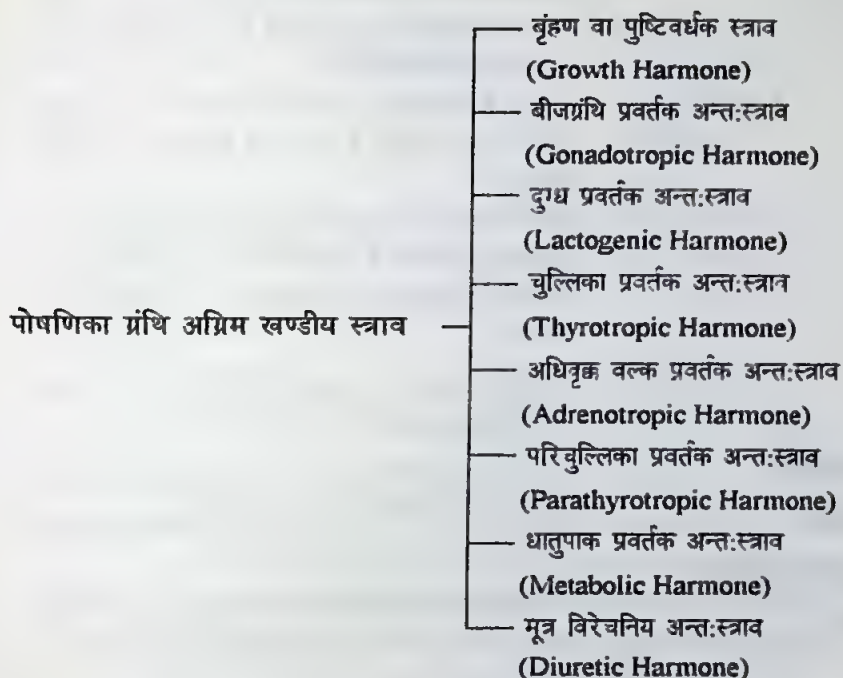 बृंहण वा पुष्टिवर्धक स्त्राव
(Growth Harmone)
बीजग्रंथि प्रवर्तक अन्त:स्त्राव
(Gonadotropic Harmone)
दुग्ध प्रवर्तक अन्त:स्त्राव
(Lactogenic Harmone)
चुल्लिका प्रवर्तक अन्त:स्त्राव
पोषणिका ग्रंथि अग्रिम खण्डीय स्त्राव
(Thyrotropic Harmone)
अधिवृक्क वल्क प्रवर्तक अन्त:स्त्राव
(Adrenotropic Harmone)
परिचुल्लिका प्रवर्तक अन्त:स्त्राव
(Parathyrotropic Harmone)
धातुपाक प्रवर्तक अन्त:स्त्राव
(Metabolic Harmone)
मूत्र विरेचनिय अन्त:स्त्राव
(Diuretic Harmone)